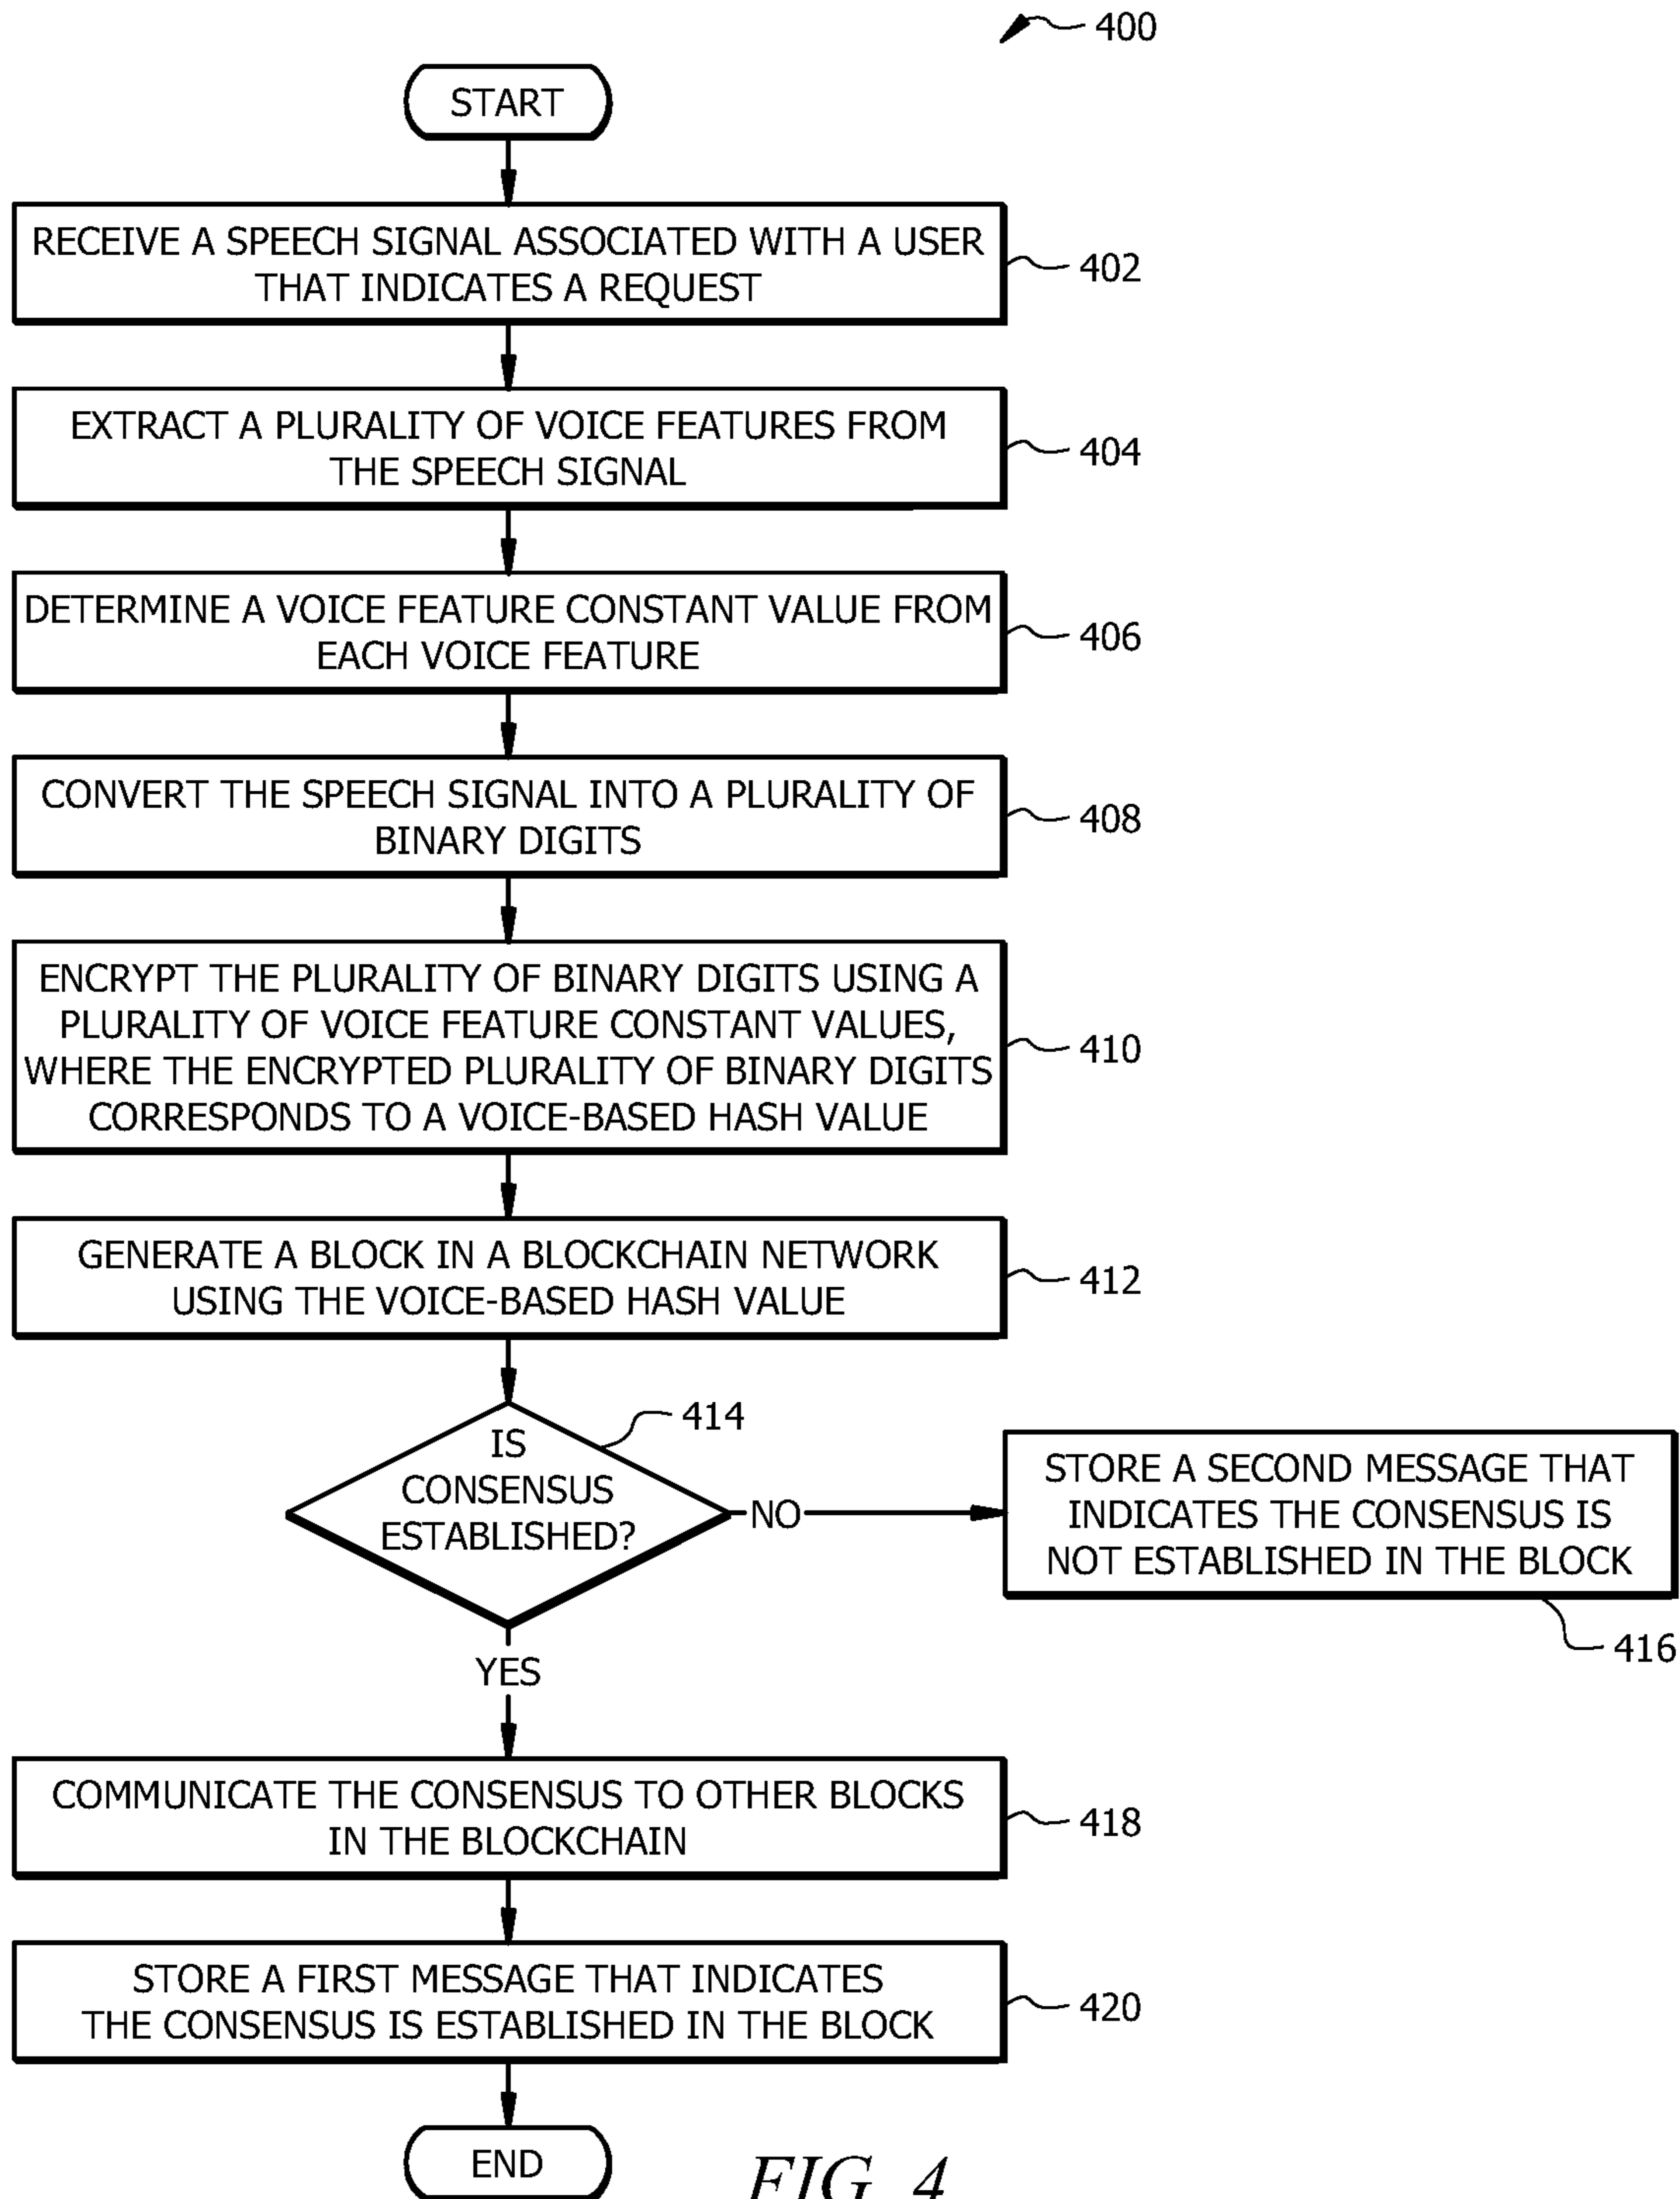 400
START
RECEIVE A SPEECH SIGNAL ASSOCIATED WITH A USER
THAT INDICATES A REQUEST
402
EXTRACT A PLURALITY OF VOICE FEATURES FROM
THE SPEECH SIGNAL
404
DETERMINE A VOICE FEATURE CONSTANT VALUE FROM
EACH VOICE FEATURE
406
CONVERT THE SPEECH SIGNAL INTO A PLURALITY OF
BINARY DIGITS
408
ENCRYPT THE PLURALITY OF BINARY DIGITS USING A
PLURALITY OF VOICE FEATURE CONSTANT VALUES,
WHERE THE ENCRYPTED PLURALITY OF BINARY DIGITS
CORRESPONDS TO A VOICE-BASED HASH VALUE
410
GENERATE A BLOCK IN A BLOCKCHAIN NETWORK
USING THE VOICE-BASED HASH VALUE
412
IS
CONSENSUS
ESTABLISHED?
414
NO
STORE A SECOND MESSAGE THAT
INDICATES THE CONSENSUS IS
NOT ESTABLISHED IN THE BLOCK
416
YES
COMMUNICATE THE CONSENSUS TO OTHER BLOCKS
IN THE BLOCKCHAIN
418
STORE A FIRST MESSAGE THAT INDICATES
THE CONSENSUS IS ESTABLISHED IN THE BLOCK
420
END
FIG. 4